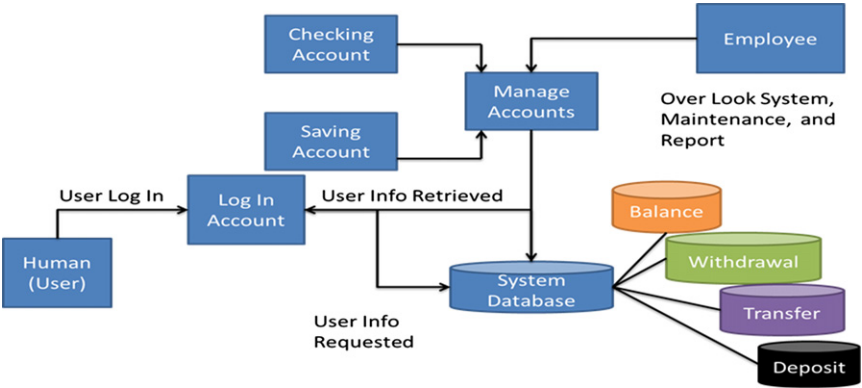 Checking
Account
Employee
Manage
Accounts
Over Look System,
Maintenance, and
Report
Saving
Account
User Log In
Log In
Account
User Info Retrieved
Balance
Human
(User)
System
Database
Withdrawal
User Info
Requested
Transfer
Deposit